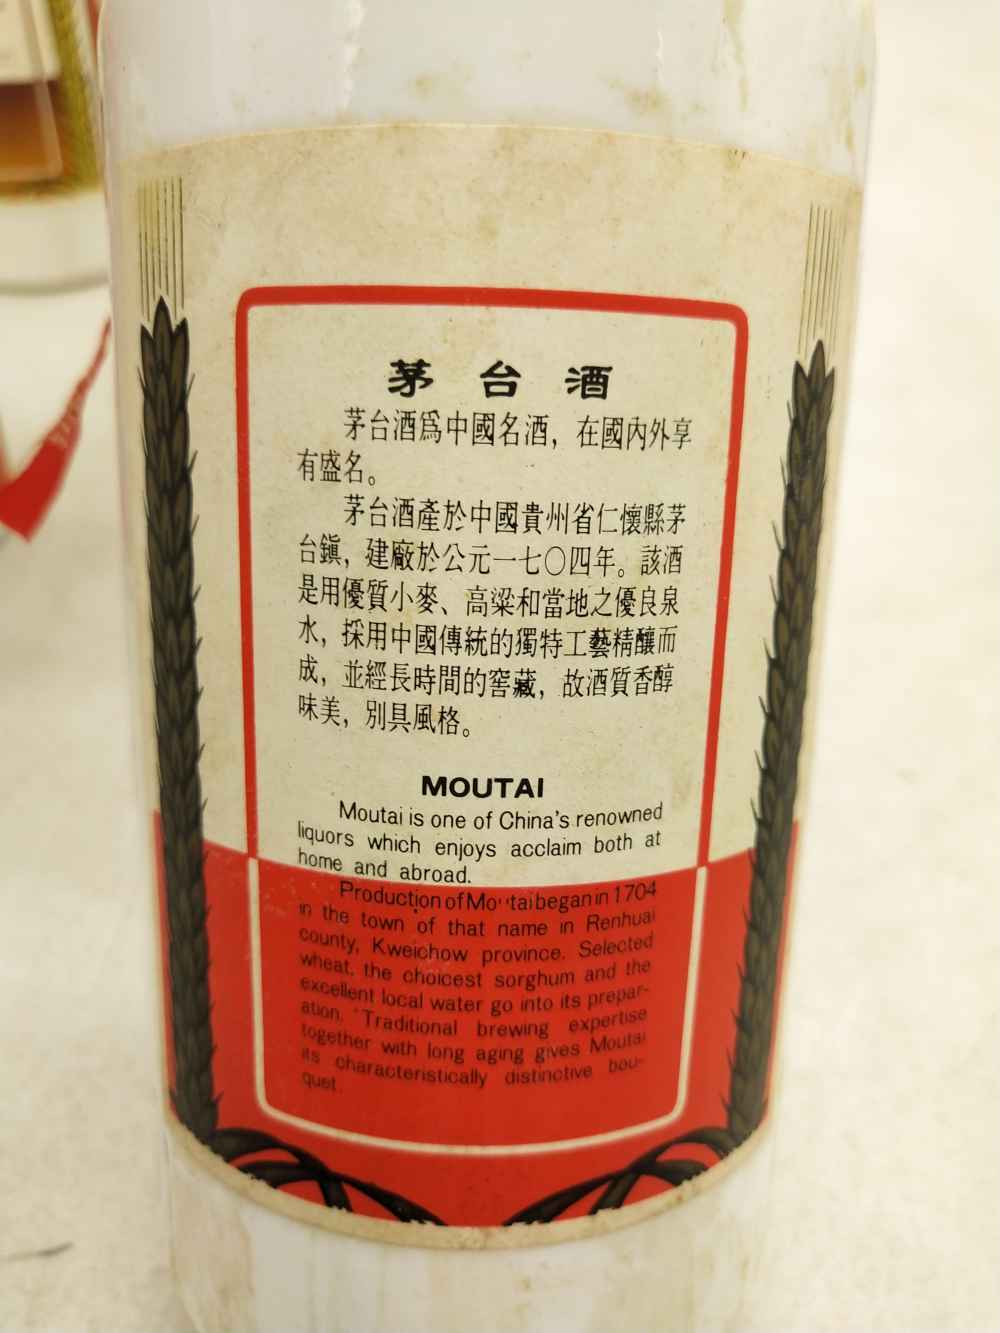 茅台酒
茅台酒爲中國名酒，在國内外享
有盛名。
茅台酒產於中國貴州省仁懷縣茅
台鎮，建廠於公元一七〇四年。該酒
是用優質小麥、高粱和當地之優良泉
水，採用中國傳統的獨特工藝精釀而
成，並經長時間的窖藏，故酒質香醇
味美，別具風格。
MOUTAI
Moutai is one of China's renowned
liquors which enjoys acclaim both at
home and abroad.
Production of Moutai began in 1704
in the town of that name in Renhuai
county, Kweichow province. Selected
wheat, the choicest sorghum and the
excellent local water go into its prepar-
ation. Traditional brewing expertise
together with long aging gives Moutai
its characteristically distinctive bou-
quet.